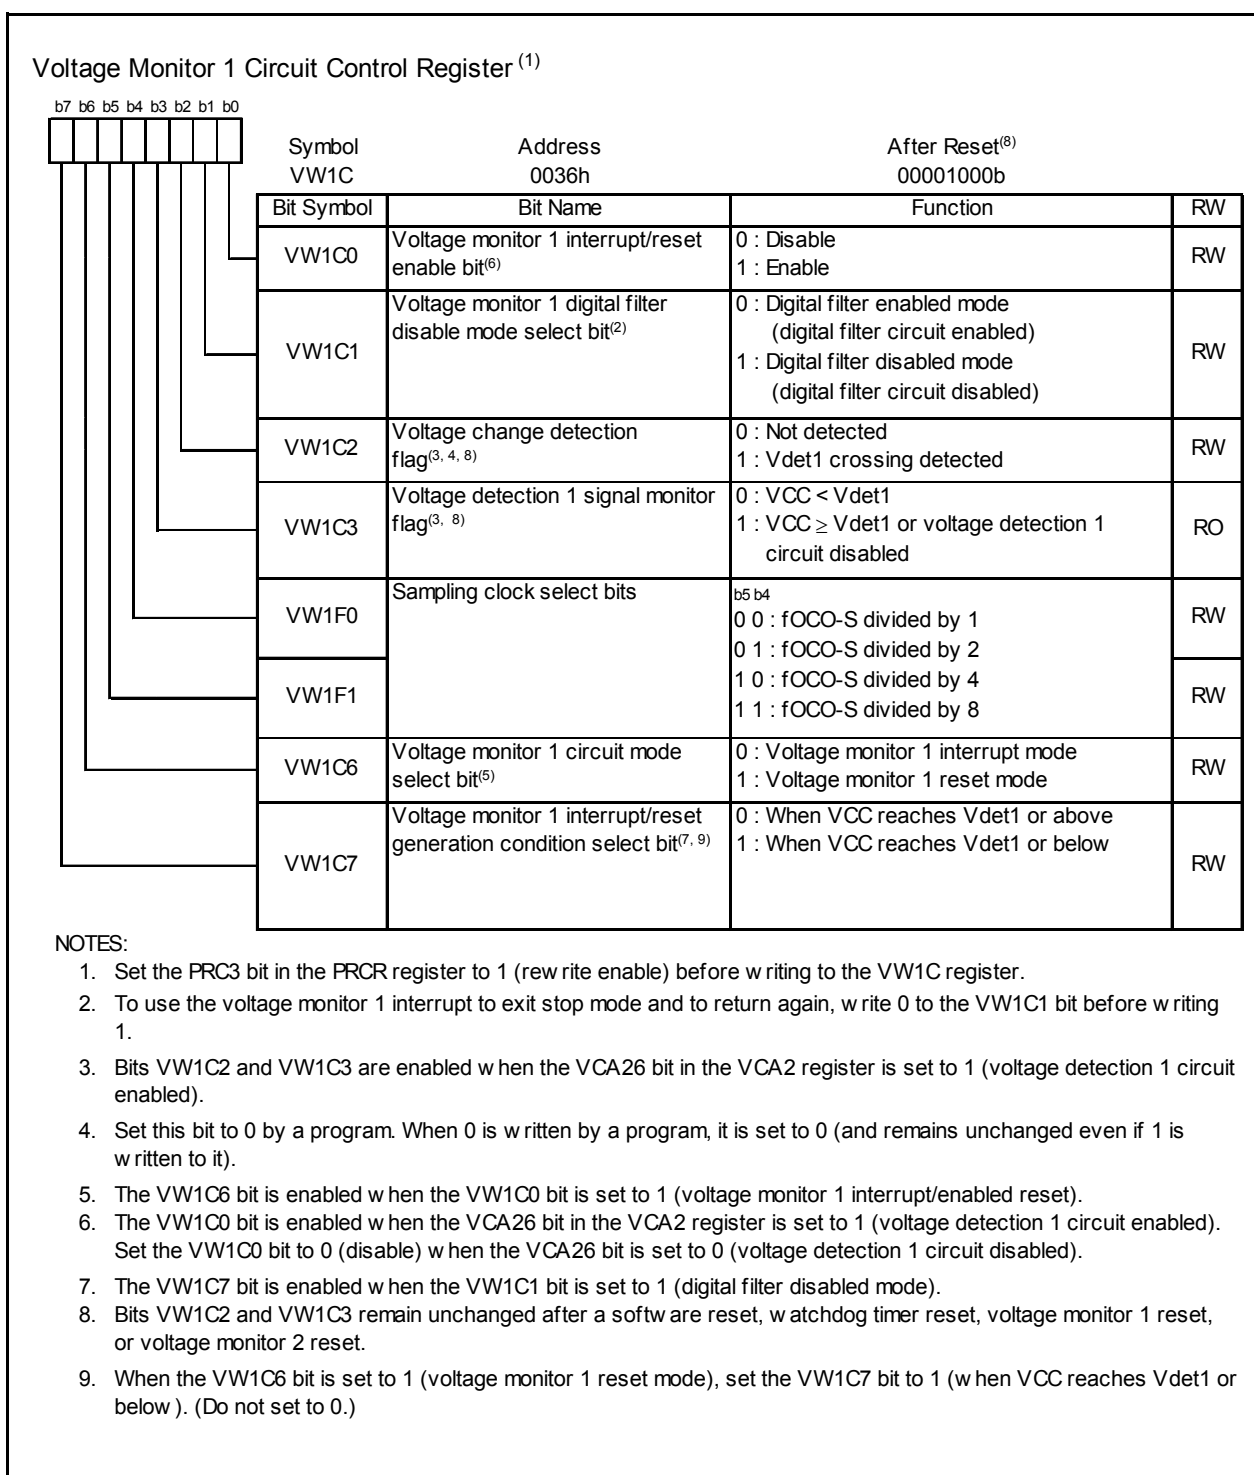 Voltage Monitor 1 Circuit Control Register (1)
b7 b6 b5 b4 b3 b2 b1 b0
Symbol Address After Reset(8)
VW1C 0036h 00001000b
Bit Symbol Bit Name Function RW
VW1C0 Voltage monitor 1 interrupt/reset 0 : Disable RW
enable bit(6) 1 : Enable
VW1C1 Voltage monitor 1 digital filter 0 : Digital filter enabled mode RW
disable mode select bit(2) (digital filter circuit enabled)
1 : Digital filter disabled mode
(digital filter circuit disabled)
VW1C2 Voltage change detection 0 : Not detected RW
flag(3, 4, 8) 1 : Vdet1 crossing detected
VW1C3 Voltage detection 1 signal monitor 0 : VCC < Vdet1 RO
flag(3, 8) 1 : VCC ≥ Vdet1 or voltage detection 1
circuit disabled
VW1F0 Sampling clock select bits b5 b4 RW
0 0 : fOCO-S divided by 1
0 1 : fOCO-S divided by 2
VW1F1 1 0 : fOCO-S divided by 4 RW
1 1 : fOCO-S divided by 8
VW1C6 Voltage monitor 1 circuit mode 0 : Voltage monitor 1 interrupt mode RW
select bit(5) 1 : Voltage monitor 1 reset mode
VW1C7 Voltage monitor 1 interrupt/reset 0 : When VCC reaches Vdet1 or above RW
generation condition select bit(7, 9) 1 : When VCC reaches Vdet1 or below
NOTES:
1. Set the PRC3 bit in the PRCR register to 1 (rewrite enable) before writing to the VW1C register.
2. To use the voltage monitor 1 interrupt to exit stop mode and to return again, write 0 to the VW1C1 bit before writing
1.
3. Bits VW1C2 and VW1C3 are enabled when the VCA26 bit in the VCA2 register is set to 1 (voltage detection 1 circuit
enabled).
4. Set this bit to 0 by a program. When 0 is written by a program, it is set to 0 (and remains unchanged even if 1 is
written to it).
5. The VW1C6 bit is enabled when the VW1C0 bit is set to 1 (voltage monitor 1 interrupt/enabled reset).
6. The VW1C0 bit is enabled when the VCA26 bit in the VCA2 register is set to 1 (voltage detection 1 circuit enabled).
Set the VW1C0 bit to 0 (disable) when the VCA26 bit is set to 0 (voltage detection 1 circuit disabled).
7. The VW1C7 bit is enabled when the VW1C1 bit is set to 1 (digital filter disabled mode).
8. Bits VW1C2 and VW1C3 remain unchanged after a software reset, watchdog timer reset, voltage monitor 1 reset,
or voltage monitor 2 reset.
9. When the VW1C6 bit is set to 1 (voltage monitor 1 reset mode), set the VW1C7 bit to 1 (when VCC reaches Vdet1 or
below). (Do not set to 0.)